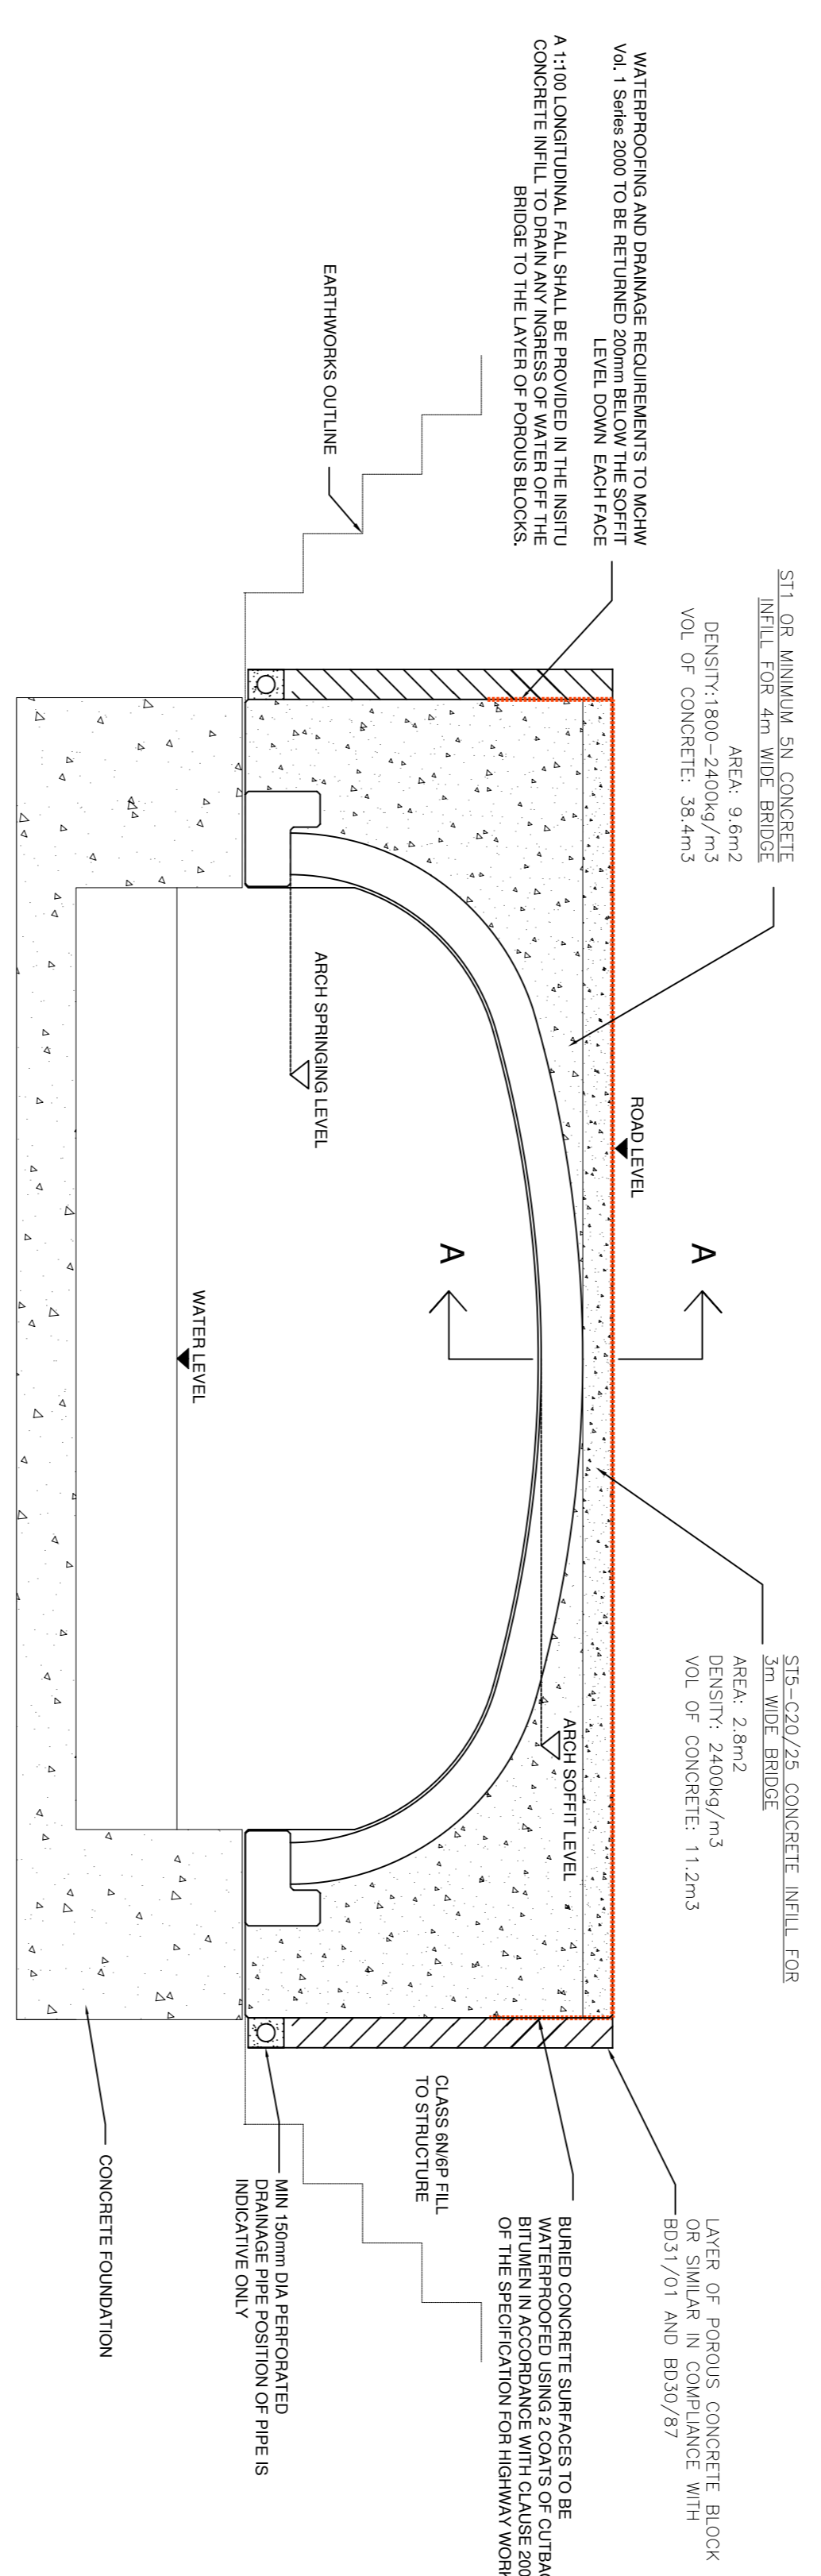 WATERPROOFING AND DRAINAGE REQUIREMENTS TO MCHW
Vol. 1 Series 2000 TO BE RETURNED 200mm BELOW THE SOFFIT
LEVEL DOWN EACH FACE
A 1:100 LONGITUDINAL FALL SHALL BE PROVIDED IN THE INSITU
CONCRETE INFILL TO DRAIN ANY INGRESS OF WATER OFF THE
BRIDGE TO THE LAYER OF POROUS BLOCKS.
EARTHWORKS OUTLINE
ST1 OR MINIMUM 5N CONCRETE
INFILL FOR 4m WIDE BRIDGE
AREA: 9.6m2
DENSITY:1800-2400kg/m3
VOL OF CONCRETE: 38.4m3
ROAD LEVEL
A
A
ARCH SPRINGING LEVEL
WATER LEVEL
ST5-C20/25 CONCRETE INFILL FOR
3m WIDE BRIDGE
AREA: 2.8m2
DENSITY: 2400kg/m3
VOL OF CONCRETE: 11.2m3
ARCH SOFFIT LEVEL
LAYER OF POROUS CONCRETE BLOCK
OR SIMILAR IN COMPLIANCE WITH
BD31/01 AND BD30/87
BURIED CONCRETE SURFACES TO BE
WATERPROOFED USING 2 COATS OF
BITUMEN IN ACCORDANCE WITH CLAUSE
OF THE SPECIFICATION FOR HIGHWAY
CLASS 6N/6P FILL
TO STRUCTURE
MIN 150mm DIA PERFORATED
DRAINAGE PIPE POSITION OF PIPE IS
INDICATIVE ONLY
CONCRETE FOUNDATION